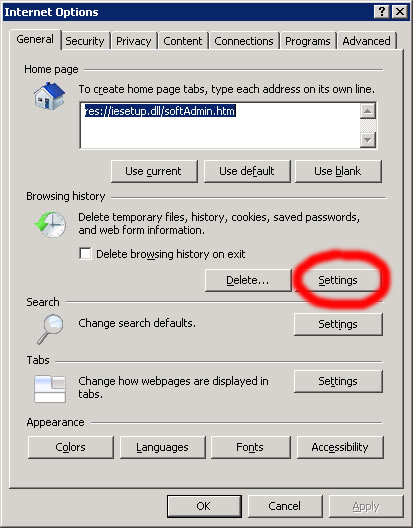 Internet Options
General Security Privacy Content Connections Programs Advanced
Home page
To create home page tabs, type each address on its own line.
res://iesetup.dll/softAdmin.htm
Use current Use default Use blank
Browsing history
Delete temporary files, history, cookies, saved passwords,
and web form information.
Delete browsing history on exit
Delete... Settings
Search
Change search defaults. Settings
Tabs
Change how webpages are displayed in
tabs.
Settings
Appearance
Colors Languages Fonts Accessibility
OK Cancel Apply